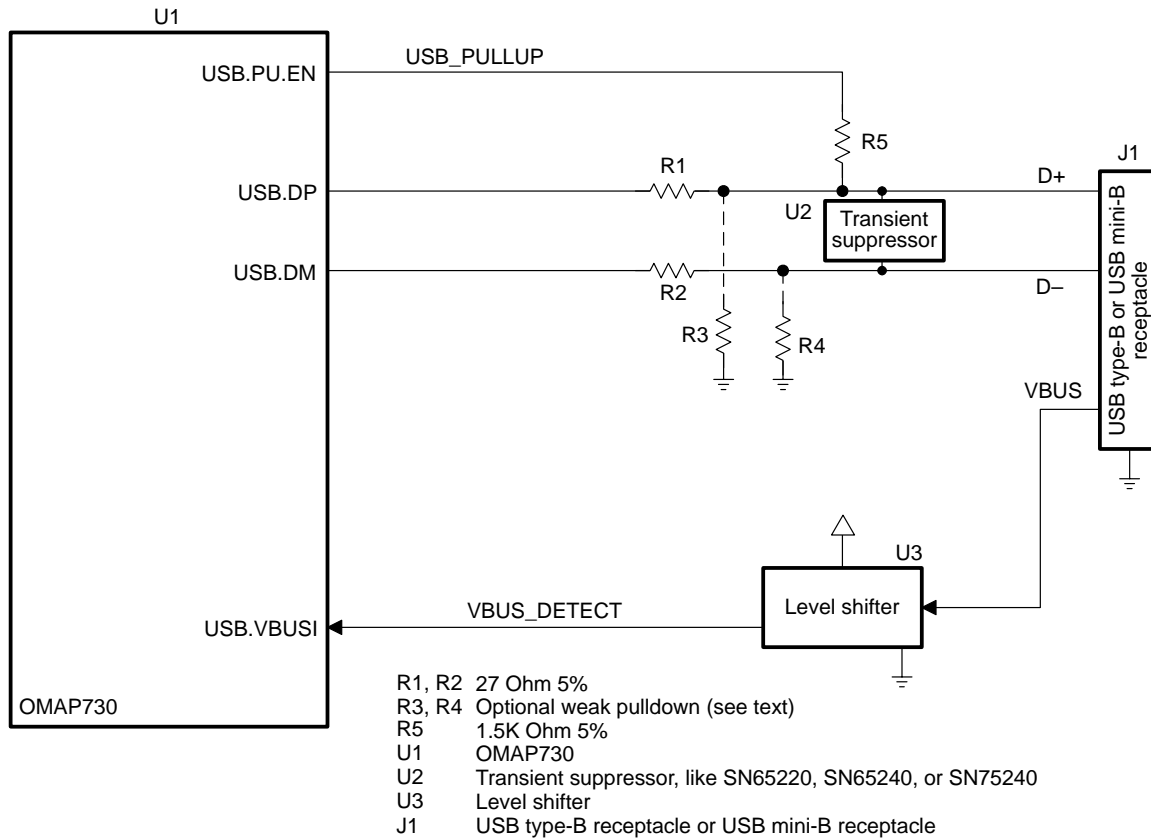 U1
USB_PULLUP
USB.PU.EN
R5
J1
R1
D+
USB.DP
U2
Transient
suppressor
USB.DM
R2
D–
R3
R4
USB type-B or USB mini-B
receptacle
VBUS
U3
Level shifter
VBUS_DETECT
USB.VBUSI
OMAP730
R1, R2 27 Ohm 5%
R3, R4 Optional weak pulldown (see text)
R5 1.5K Ohm 5%
U1 OMAP730
U2 Transient suppressor, like SN65220, SN65240, or SN75240
U3 Level shifter
J1 USB type-B receptacle or USB mini-B receptacle